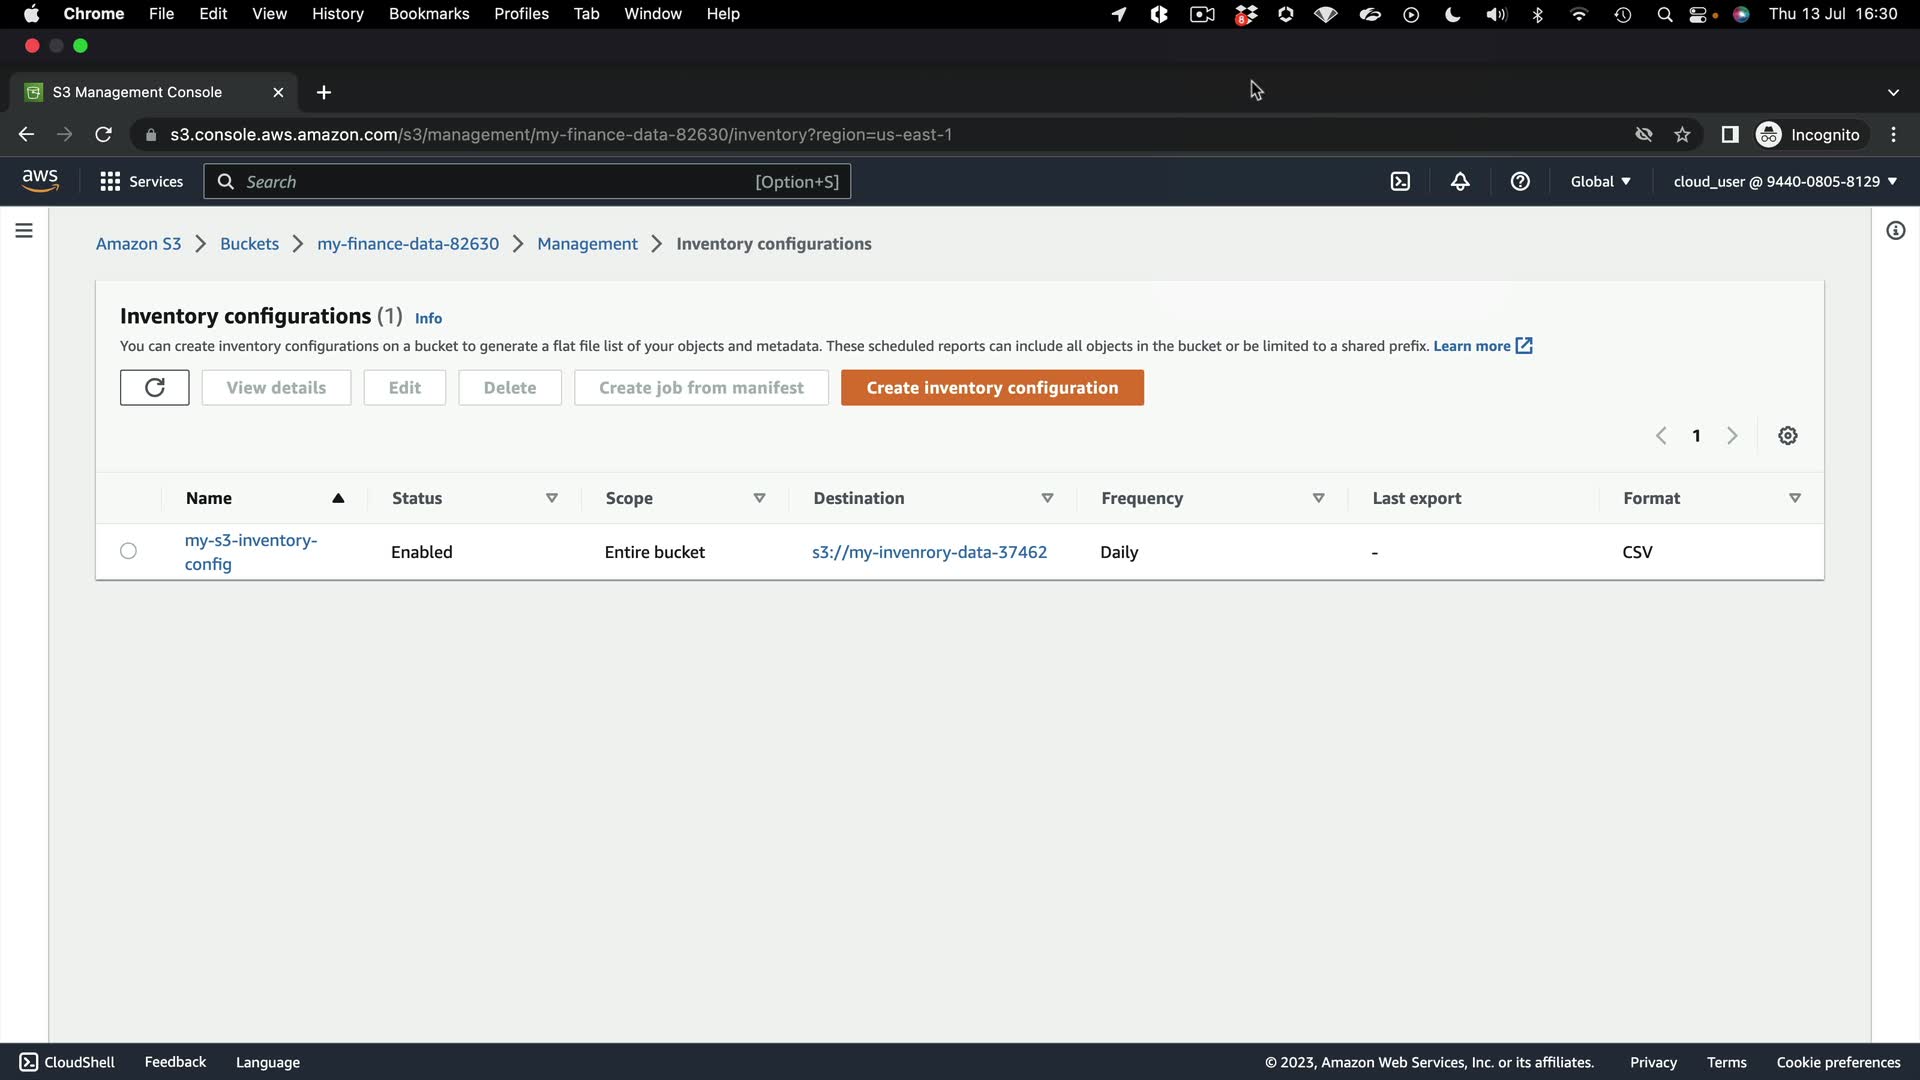 Chrome File Edit View History Bookmarks Profiles Tab Window Help 8 Thu 13 Jul 16:30
S3 Management Console
s3.console.aws.amazon.com/s3/management/my-finance-data-82630/inventory?region=us-east-1 Incognito
aws Services Search [Option+S] Global cloud_user @ 9440-0805-8129
Amazon S3 Buckets my-finance-data-82630 Management Inventory configurations
Inventory configurations (1) Info
You can create inventory configurations on a bucket to generate a flat file list of your objects and metadata. These scheduled reports can include all objects in the bucket or be limited to a shared prefix. Learn more
View details Edit Delete Create job from manifest Create inventory configuration
1
Name Status Scope Destination Frequency Last export Format
my-s3-inventory-
config Enabled Entire bucket s3://my-invenrory-data-37462 Daily - CSV
CloudShell Feedback Language © 2023, Amazon Web Services, Inc. or its affiliates. Privacy Terms Cookie preferences